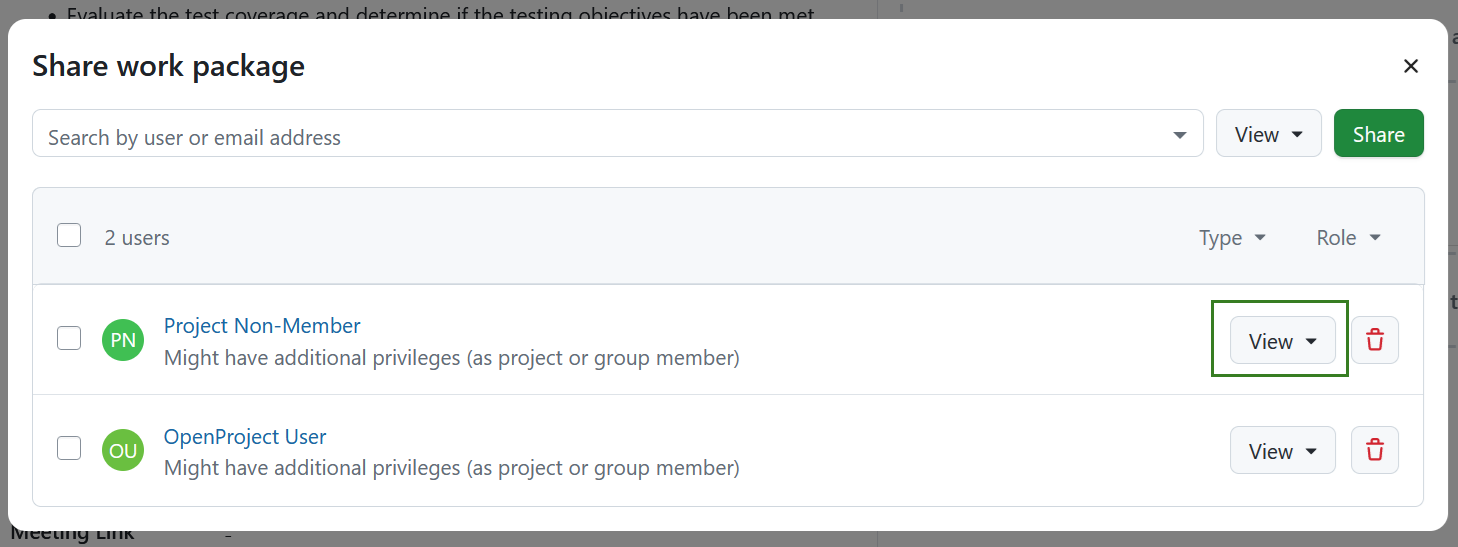 • Evaluate the test coverage and determine if the testing objectives have been met
Share work package
Search by user or email address
View
Share
2 users
Type
Role
PN
Project Non-Member
Might have additional privileges (as project or group member)
View
OU
OpenProject User
Might have additional privileges (as project or group member)
View
Meeting Link
-